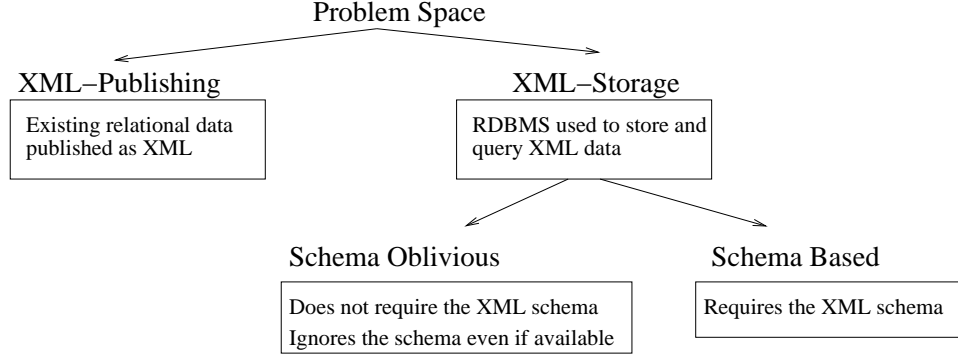 Problem Space
XML–Publishing
XML–Storage
Existing relational data
published as XML
RDBMS used to store and
query XML data
Schema Oblivious
Schema Based
Does not require the XML schema
Ignores the schema even if available
Requires the XML schema